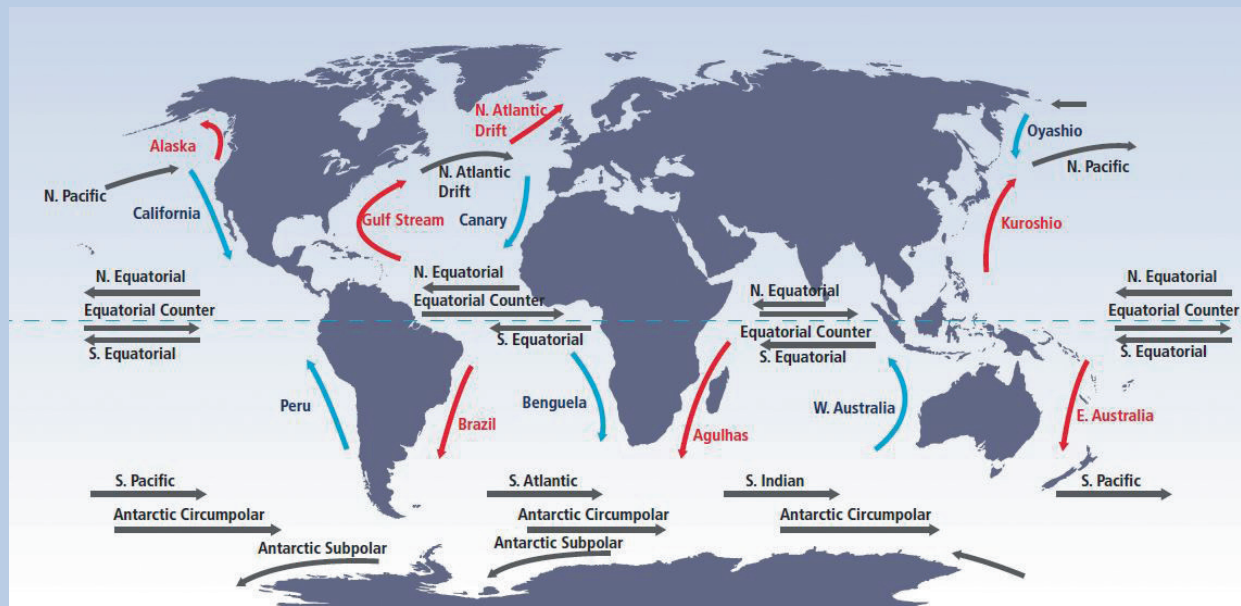 N. Atlantic
Drift
Alaska
Oyashio
N. Pacific
N. Pacific
N. Atlantic
Drift
California
Gulf Stream
Canary
Kuroshio
N. Equatorial
N. Equatorial
N. Equatorial
N. Equatorial
Equatorial Counter
Equatorial Counter
Equatorial Counter
Equatorial Counter
S. Equatorial
S. Equatorial
S. Equatorial
S. Equatorial
Peru
Brazil
Benguela
Agulhas
W. Australia
E. Australia
S. Pacific
S. Atlantic
S. Indian
S. Pacific
Antarctic Circumpolar
Antarctic Circumpolar
Antarctic Circumpolar
Antarctic Subpolar
Antarctic Subpolar